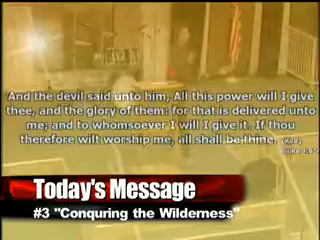 And the devil said unto him, All this power will I give
thee, and the glory of them: for that is delivered unto
me; and to whomsoever I will I give it. If thou
therefore wilt worship me, all shall be thine. (KJV)
Today's Message
#3 "Conquring the Wilderness"